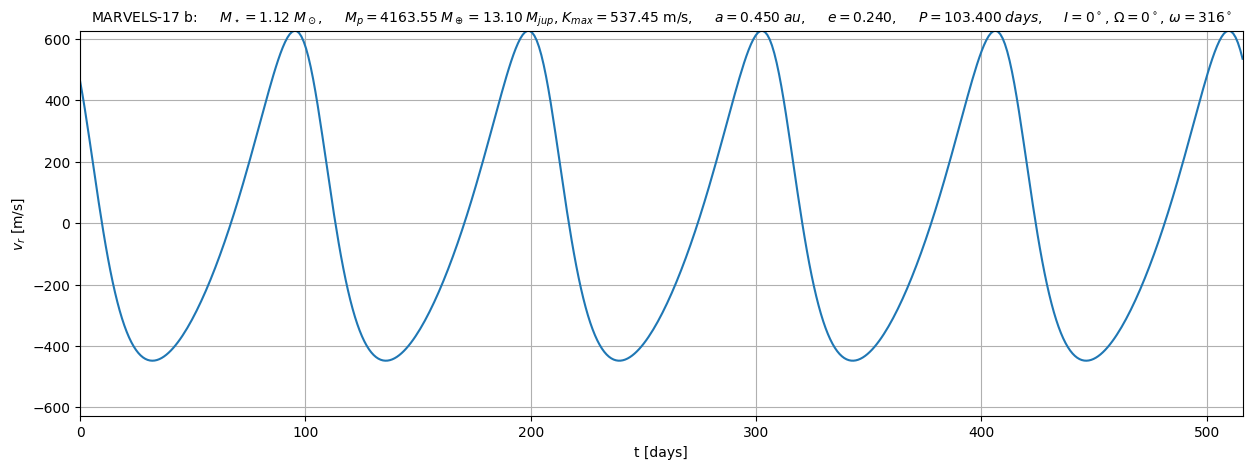 MARVELS-17 b: M⋆ = 1.12 M⊙, Mp = 4163.55 M⊕ = 13.10 Mjup, Kmax = 537.45 m/s, a = 0.450 au, e = 0.240, P = 103.400 days, I = 0°, Ω = 0°, ω = 316°
600
400
200
0
−200
−400
−600
vr [m/s]
0 100 200 300 400 500
t [days]